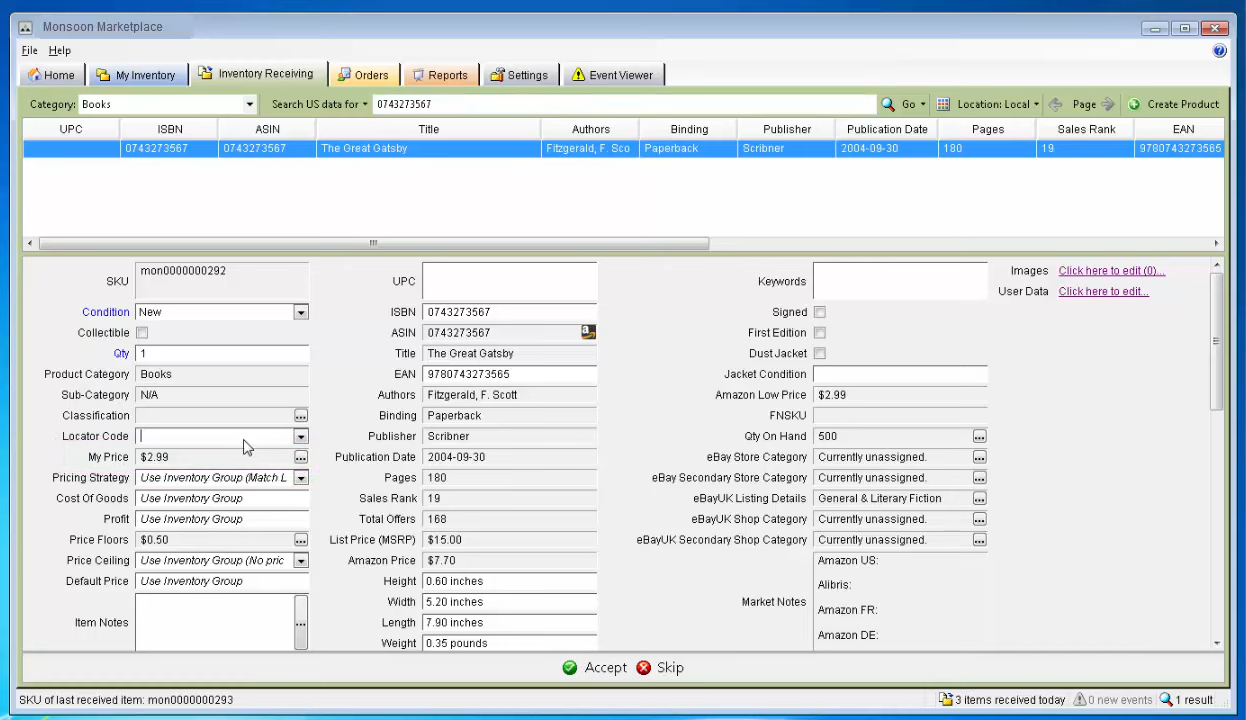 Monsoon Marketplace
File Help
Home My Inventory Inventory Receiving Orders Reports Settings Event Viewer
Category: Books Search US data for 0743273567 Go Location: Local Page Create Product
UPC ISBN ASIN Title Authors Binding Publisher Publication Date Pages Sales Rank EAN
0743273567 0743273567 The Great Gatsby Fitzgerald, F. Sco Paperback Scribner 2004-09-30 180 19 9780743273565
SKU mon0000000292 UPC Keywords Images Click here to edit (0)...
User Data Click here to edit...
Condition New ISBN 0743273567 Signed
Collectible ASIN 0743273567 First Edition
Qty 1 Title The Great Gatsby Dust Jacket
Product Category Books EAN 9780743273565 Jacket Condition
Sub-Category N/A Authors Fitzgerald, F. Scott Amazon Low Price $2.99
Classification ... Binding Paperback FNSKU
Locator Code Publisher Scribner Qty On Hand 500 ...
My Price $2.99 ... Publication Date 2004-09-30 eBay Store Category Currently unassigned. ...
Pricing Strategy Use Inventory Group (Match L Pages 180 eBay Secondary Store Category Currently unassigned. ...
Cost Of Goods Use Inventory Group Sales Rank 19 eBayUK Listing Details General & Literary Fiction ...
Profit Use Inventory Group Total Offers 168 eBayUK Shop Category Currently unassigned. ...
Price Floors $0.50 ... List Price (MSRP) $15.00 eBayUK Secondary Shop Category Currently unassigned. ...
Price Ceiling Use Inventory Group (No pric Amazon Price $7.70 Amazon US:
Default Price Use Inventory Group Height 0.60 inches Alibris:
Item Notes ... Width 5.20 inches Market Notes Amazon FR:
Length 7.90 inches Amazon DE:
Weight 0.35 pounds
Accept Skip
SKU of last received item: mon0000000293 3 items received today 0 new events 1 result